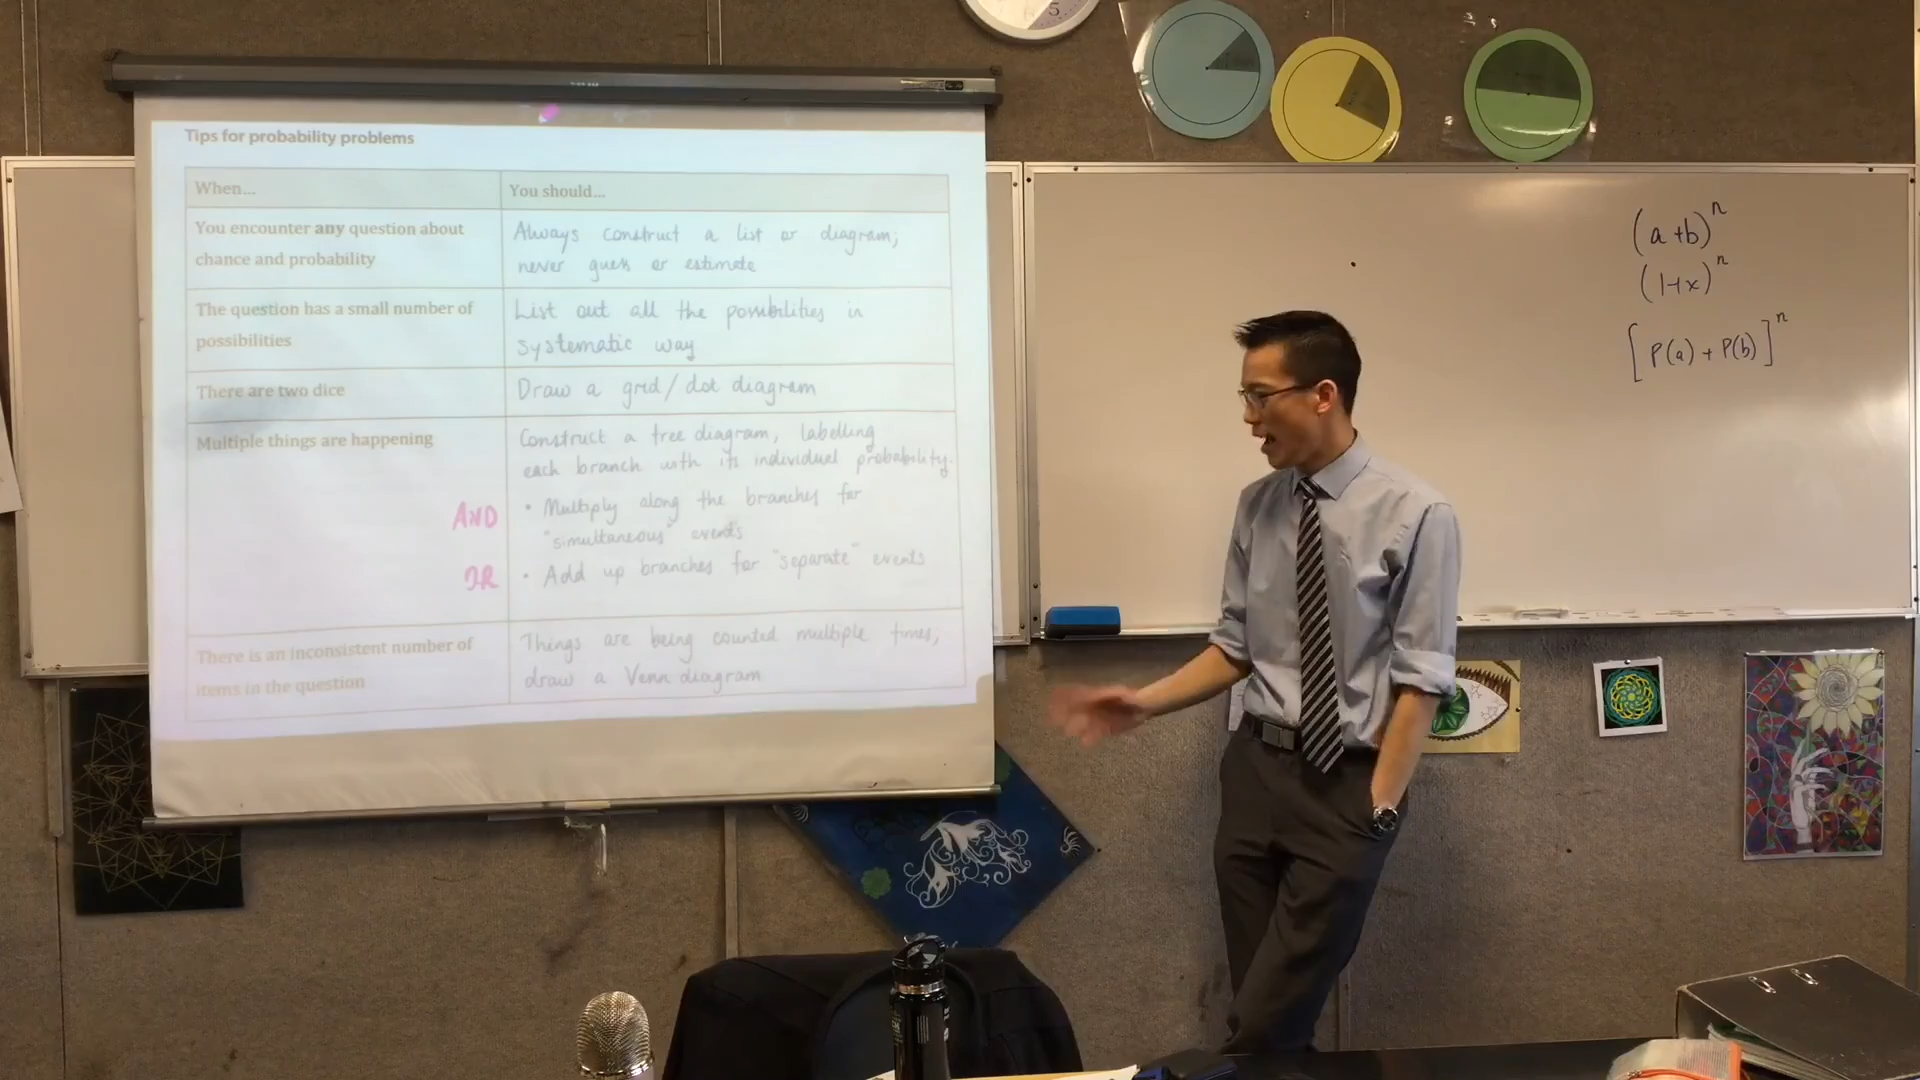 Tips for probability problems
When...
You should...
You encounter any question about
chance and probability
Always construct a list or diagram;
never guess or estimate
The question has a small number of
possibilities
List out all the possibilities in
systematic way
There are two dice
Draw a grid/dot diagram
Multiple things are happening
Construct a tree diagram, labelling
each branch with its individual probability.
AND
• Multiply along the branches for
"simultaneous" events
OR
• Add up branches for "separate" events
There is an inconsistent number of
items in the question
Things are being counted multiple times,
draw a Venn diagram
5
(a+b)^n
(1+x)^n
[P(a) + P(b)]^n